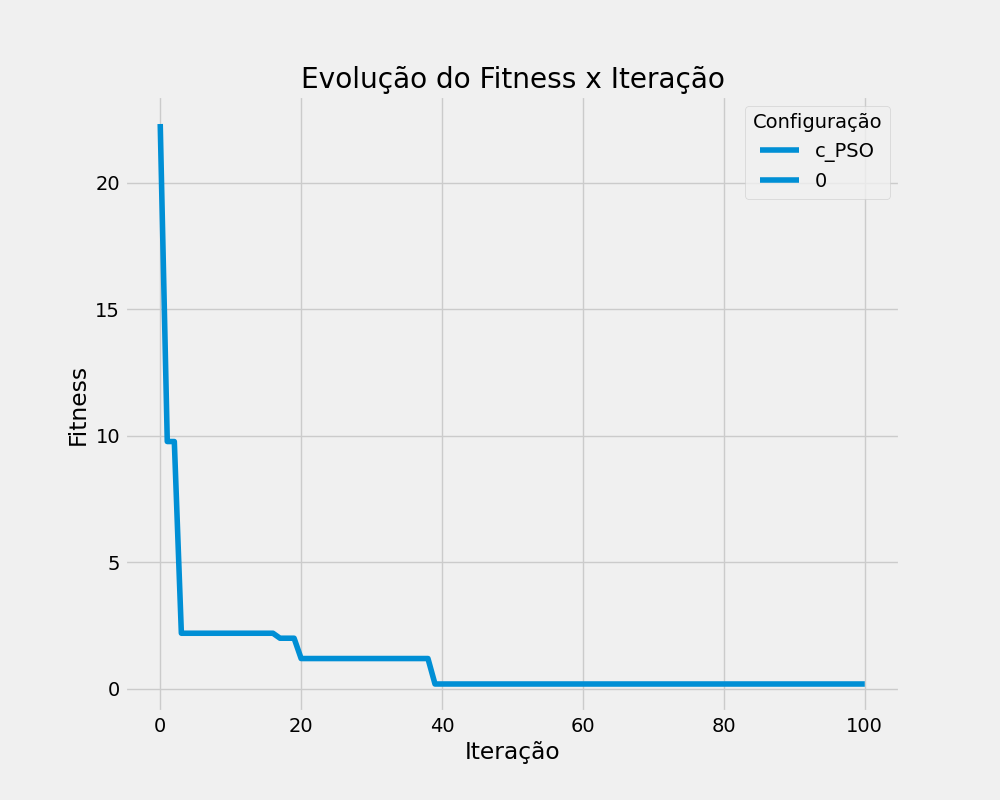 Evolução do Fitness x Iteração
Configuração
c_PSO
0
Fitness
20
15
10
5
0
0 20 40 60 80 100
Iteração